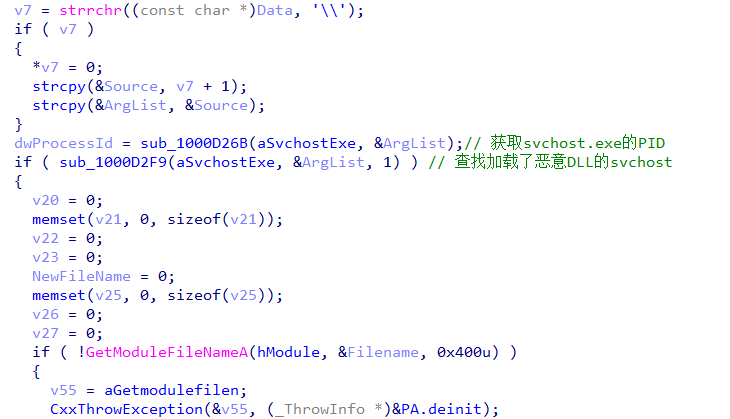 v7 = strrchr((const char *)Data, '\\');
if ( v7 )
{
*v7 = 0;
strcpy(&Source, v7 + 1);
strcpy(&ArgList, &Source);
}
dwProcessId = sub_1000D26B(aSvchostExe, &ArgList);// 获取svchost.exe的PID
if ( sub_1000D2F9(aSvchostExe, &ArgList, 1) ) // 查找加载了恶意DLL的svchost
{
v20 = 0;
memset(v21, 0, sizeof(v21));
v22 = 0;
v23 = 0;
NewFileName = 0;
memset(v25, 0, sizeof(v25));
v26 = 0;
v27 = 0;
if ( !GetModuleFileNameA(hModule, &Filename, 0x400u) )
{
v55 = aGetmodulefilen;
CxxThrowException(&v55, (_ThrowInfo *)&PA.deinit);